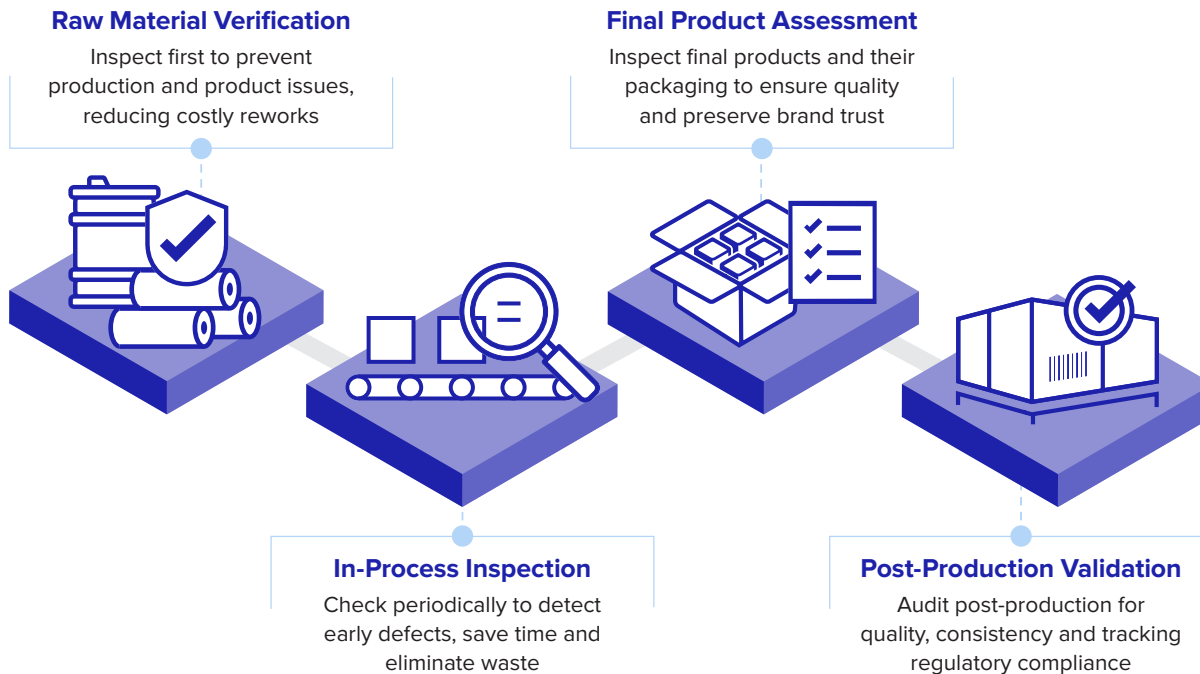 Raw Material Verification
Inspect first to prevent
production and product issues,
reducing costly reworks
Final Product Assessment
Inspect final products and their
packaging to ensure quality
and preserve brand trust
In-Process Inspection
Check periodically to detect
early defects, save time and
eliminate waste
Post-Production Validation
Audit post-production for
quality, consistency and tracking
regulatory compliance